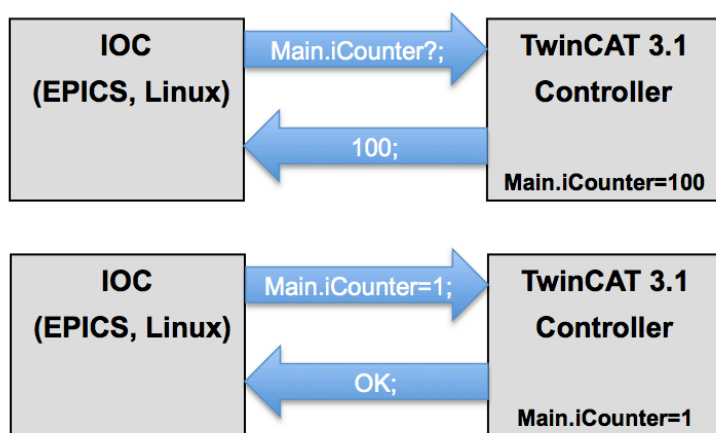 IOC
(EPICS, Linux)
Main.iCounter?;
100;
TwinCAT 3.1
Controller
Main.iCounter=100
IOC
(EPICS, Linux)
Main.iCounter=1;
OK;
TwinCAT 3.1
Controller
Main.iCounter=1